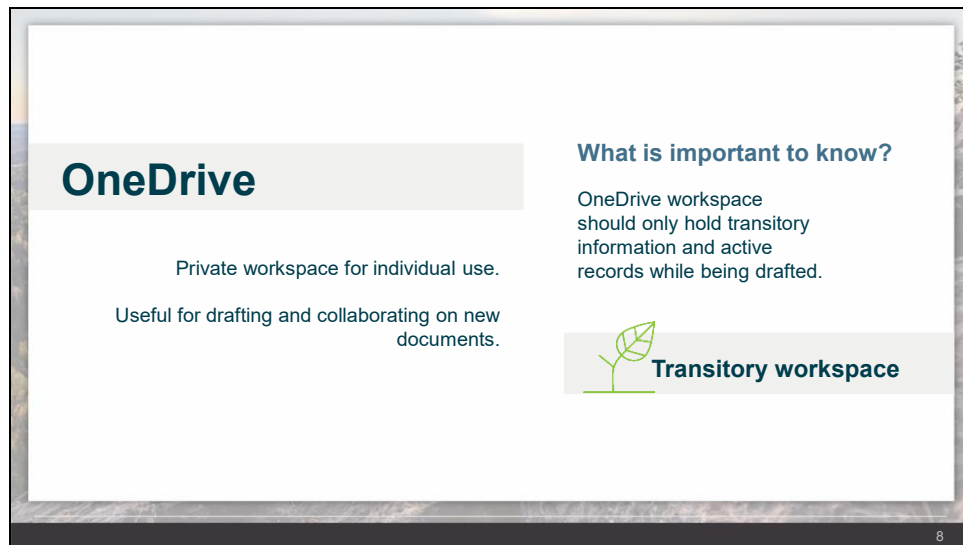 OneDrive
Private workspace for individual use.
Useful for drafting and collaborating on new
documents.
What is important to know?
OneDrive workspace
should only hold transitory
information and active
records while being drafted.
Transitory workspace
8